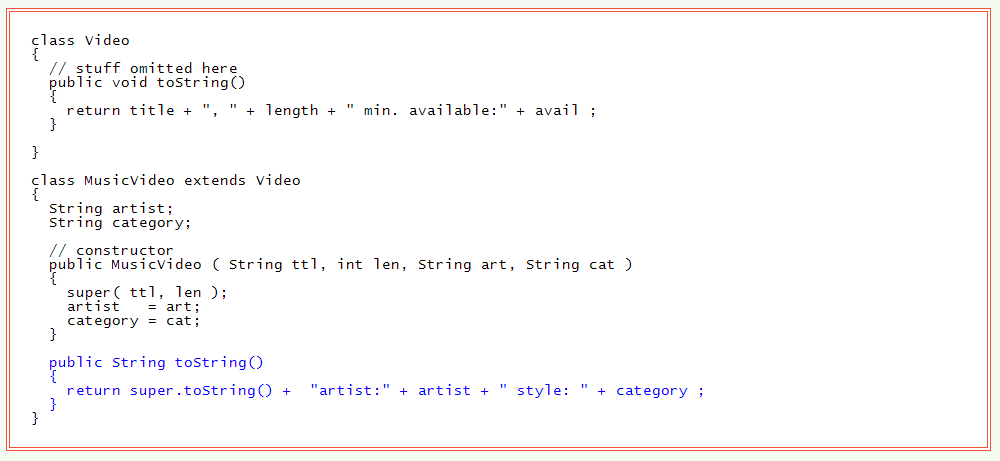 class Video
{
  // stuff omitted here
  public void toString()
  {
    return title + ", " + length + " min. available:" + avail ;
  }

}

class MusicVideo extends Video
{
  String artist;
  String category;

  // constructor
  public MusicVideo ( String ttl, int len, String art, String cat )
  {
    super( ttl, len );
    artist   = art;
    category = cat;
  }

  public String toString()
  {
    return super.toString() +  "artist:" + artist + " style: " + category ;
  }
}